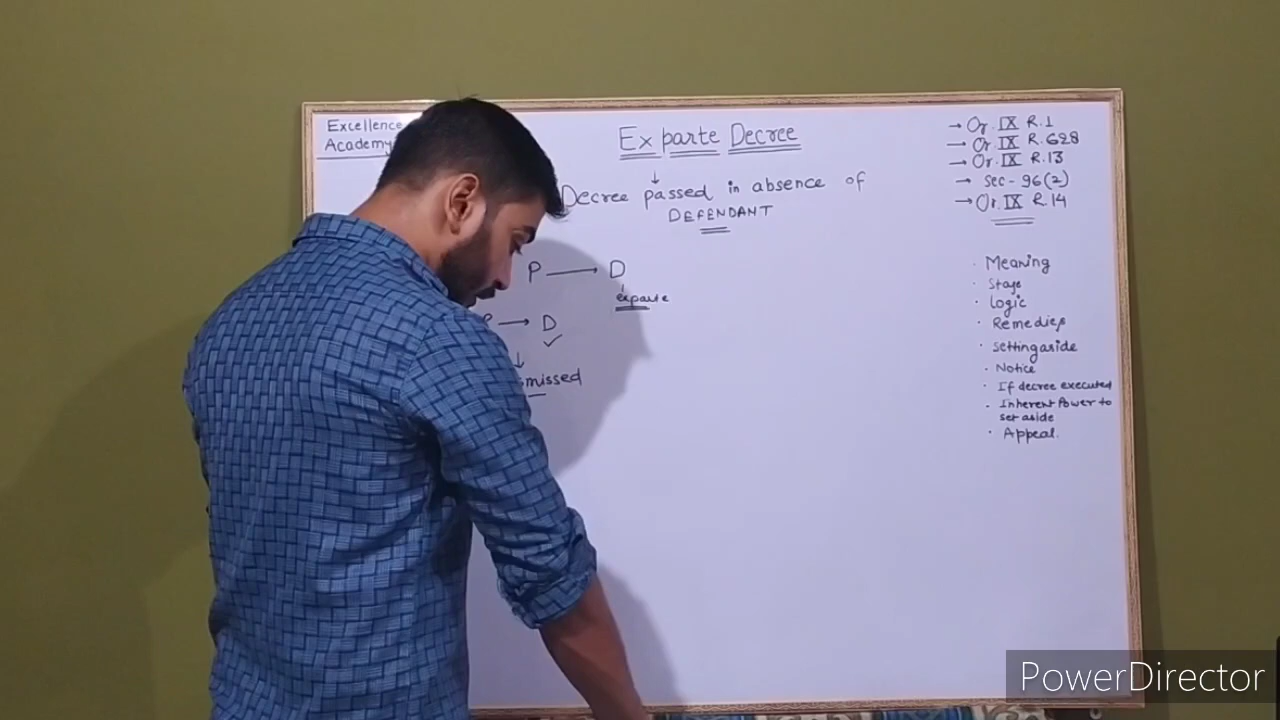 Excellence
Academy
Ex parte Decree
Decree passed in absence of
DEFENDANT
P → D
exparte
P → D
✓
missed
→ Or. IX R.1
→ Or. IX R.6&8
→ Or. IX R.13
→ Sec - 96(2)
→ Or. IX R.14
· Meaning
· Stage
· Logic
· Remedies
· Setting aside
· Notice
· If decree executed
· Inherent Power to
set aside
· Appeal.
PowerDirector